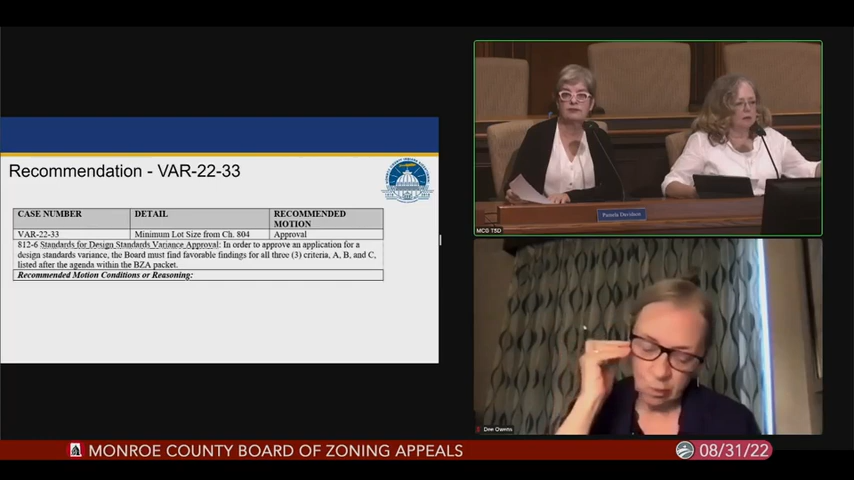 Recommendation - VAR-22-33
CASE NUMBER DETAIL RECOMMENDED
MOTION
VAR-22-33 Minimum Lot Size from Ch. 804 Approval
812-6 Standards for Design Standards Variance Approval: In order to approve an application for a
design standards variance, the Board must find favorable findings for all three (3) criteria, A, B, and C,
listed after the agenda within the BZA packet.
Recommended Motion Conditions or Reasoning:
Pamela Davidson
MCG TSD
Dee Owens
MONROE COUNTY BOARD OF ZONING APPEALS
08/31/22